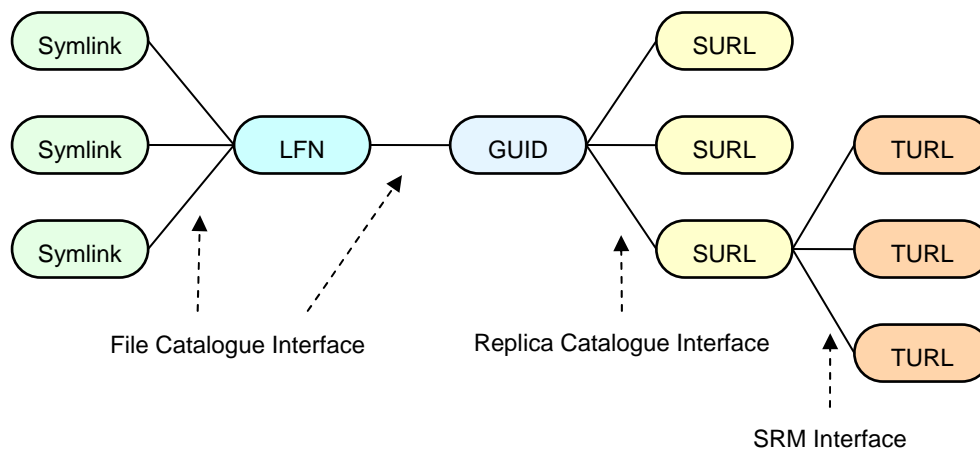 Symlink
SURL
Symlink
LFN
GUID
SURL
TURL
Symlink
SURL
TURL
File Catalogue Interface
Replica Catalogue Interface
TURL
SRM Interface